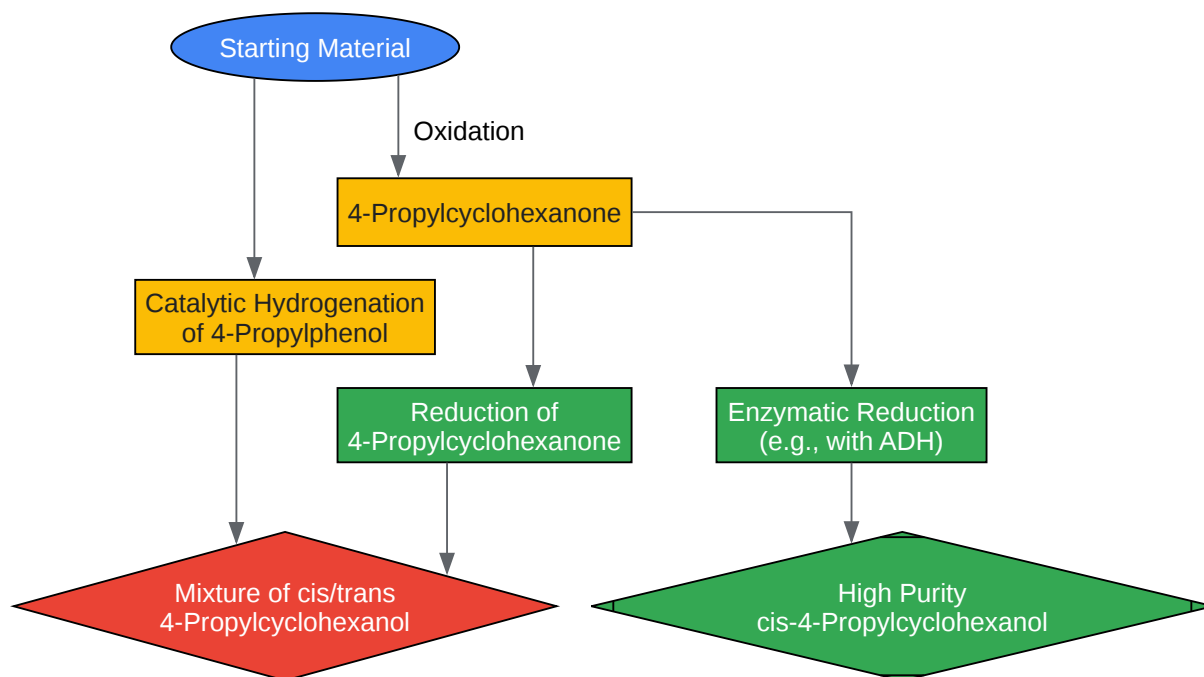 Starting Material
Oxidation
4-Propylcyclohexanone
Catalytic Hydrogenation
of 4-Propylphenol
Reduction of
4-Propylcyclohexanone
Enzymatic Reduction
(e.g., with ADH)
Mixture of cis/trans
4-Propylcyclohexanol
High Purity
cis-4-Propylcyclohexanol